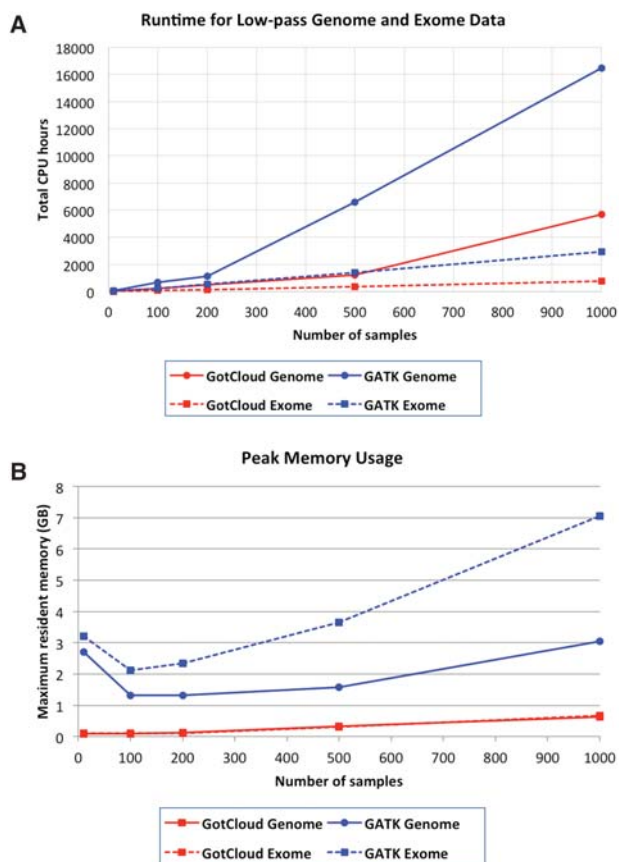 A
Runtime for Low-pass Genome and Exome Data
18000
16000
14000
12000
10000
8000
6000
4000
2000
0
Total CPU hours
0 100 200 300 400 500 600 700 800 900 1000
Number of samples
GotCloud Genome GATK Genome
GotCloud Exome GATK Exome
B
Peak Memory Usage
8
7
6
5
4
3
2
1
0
Maximum resident memory (GB)
0 100 200 300 400 500 600 700 800 900 1000
Number of samples
GotCloud Genome GATK Genome
GotCloud Exome GATK Exome